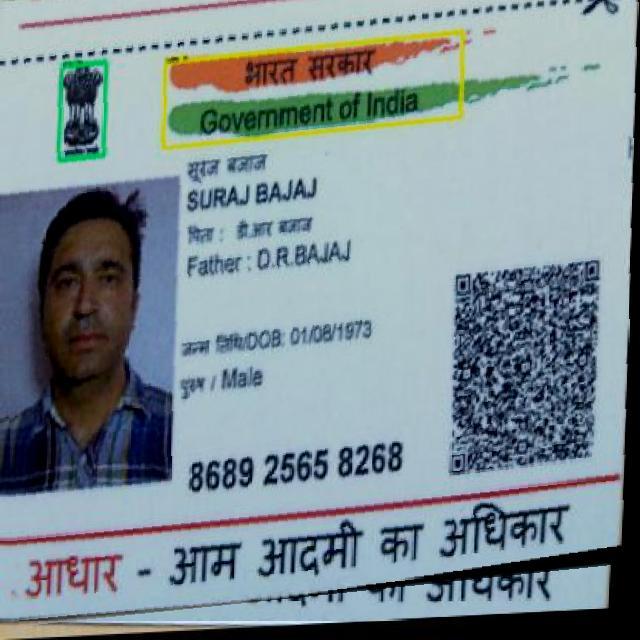 भारत सरकार
Government of India
सूरज बजाज
SURAJ BAJAJ
पिता : डी.आर बजाज
Father : D.R.BAJAJ
जन्म तिथि/DOB: 01/08/1973
पुरुष / Male
8689 2565 8268
आधार - आम आदमी का अधिकार
का अधिकार